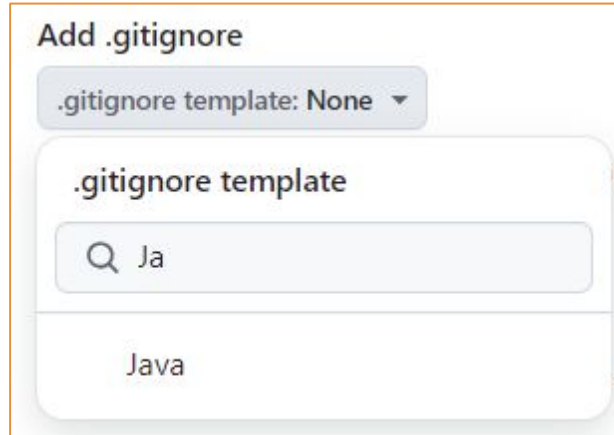 Add .gitignore
.gitignore template: None
.gitignore template
Ja
Java